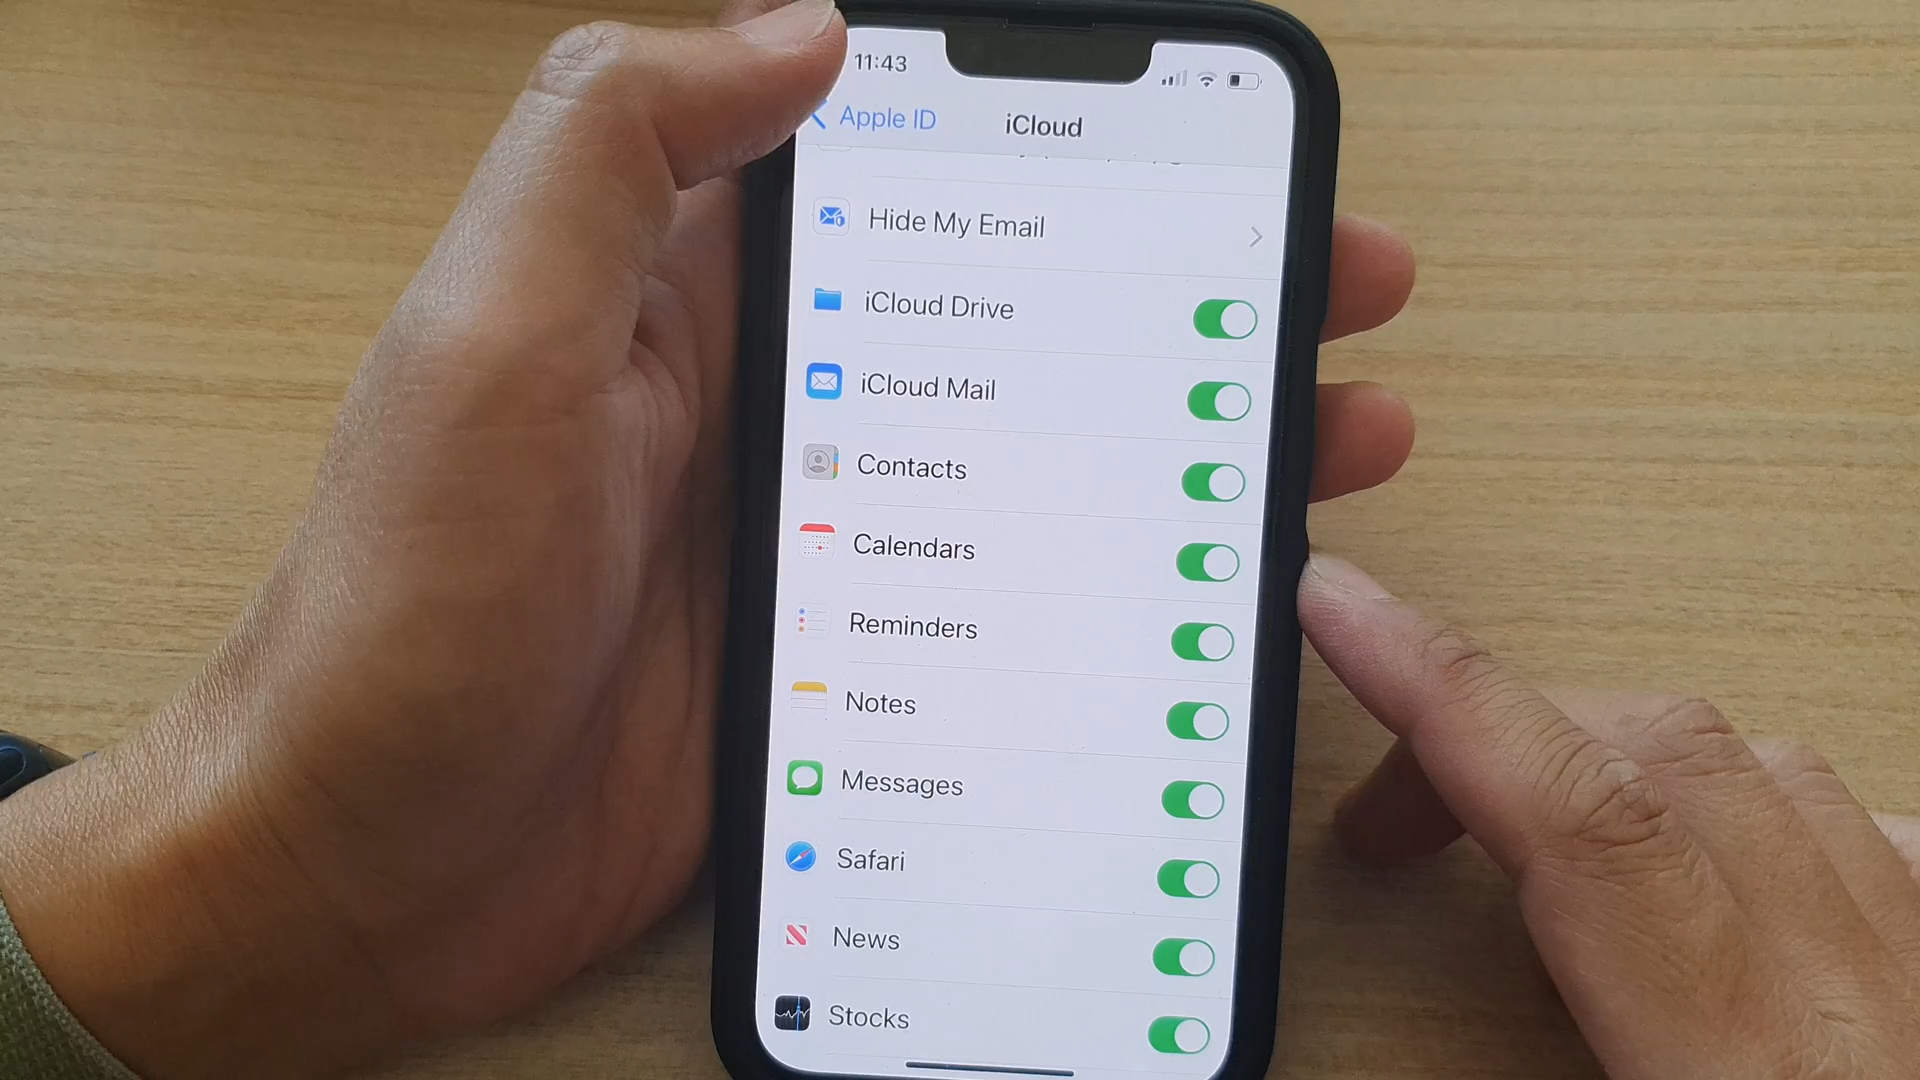 11:43
Apple ID
iCloud
Hide My Email
iCloud Drive
iCloud Mail
Contacts
Calendars
Reminders
Notes
Messages
Safari
News
Stocks